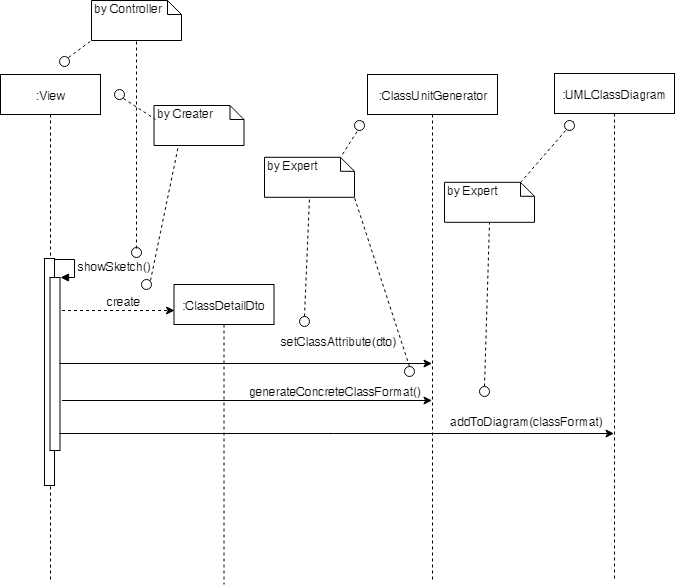 by Controller
:View
by Creater
:ClassUnitGenerator
:UMLClassDiagram
by Expert
by Expert
showSketch()
create
:ClassDetailDto
setClassAttribute(dto)
generateConcreteClassFormat()
addToDiagram(classFormat)